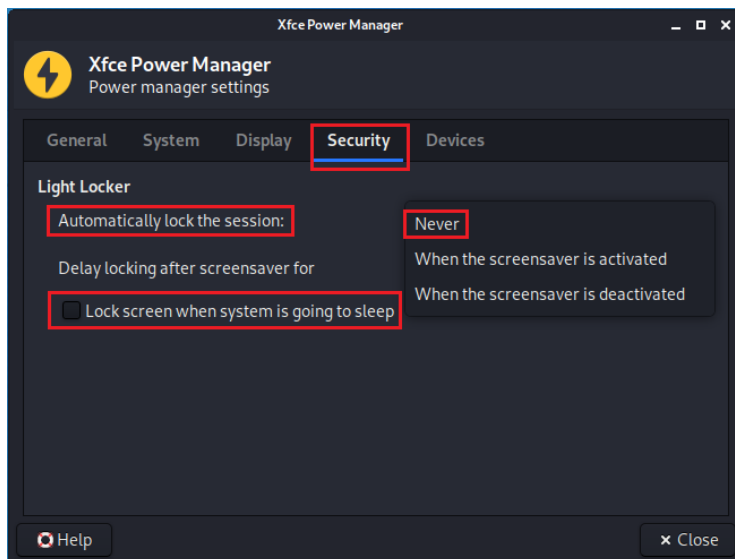 Xfce Power Manager
Xfce Power Manager
Power manager settings
General System Display Security Devices
Light Locker
Automatically lock the session:
Never
When the screensaver is activated
Delay locking after screensaver for
When the screensaver is deactivated
Lock screen when system is going to sleep
Help
Close